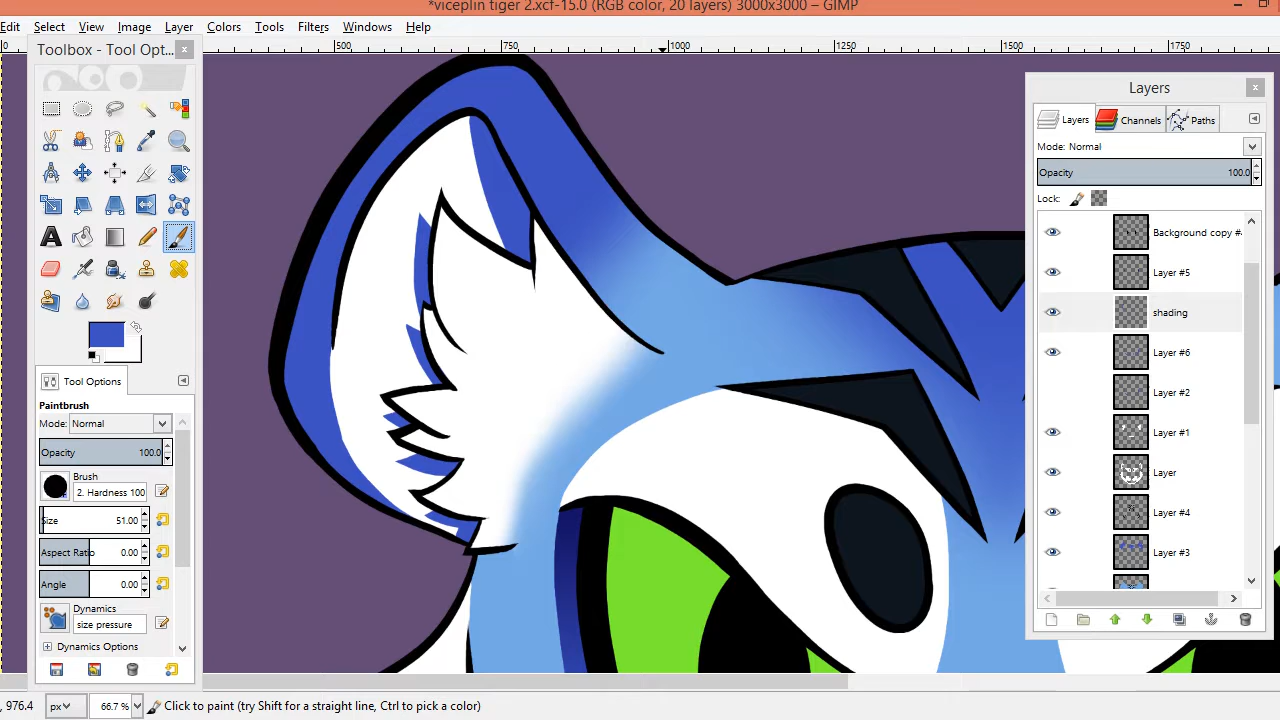 *viceplin tiger 2.xcf-15.0 (RGB color, 20 layers) 3000x3000 – GIMP
Edit Select View Image Layer Colors Tools Filters Windows Help
0 500 750 1000 1250 1500 1750
Toolbox - Tool Opt...
Tool Options
Paintbrush
Mode: Normal
Opacity 100.0
Brush
2. Hardness 100
Size 51.00
Aspect Ratio 0.00
Angle 0.00
Dynamics
size pressure
Dynamics Options
Layers
Layers Channels Paths
Mode: Normal
Opacity 100.0
Lock:
Background copy #
Layer #5
shading
Layer #6
Layer #2
Layer #1
Layer
Layer #4
Layer #3
, 976.4 px 66.7 % Click to paint (try Shift for a straight line, Ctrl to pick a color)